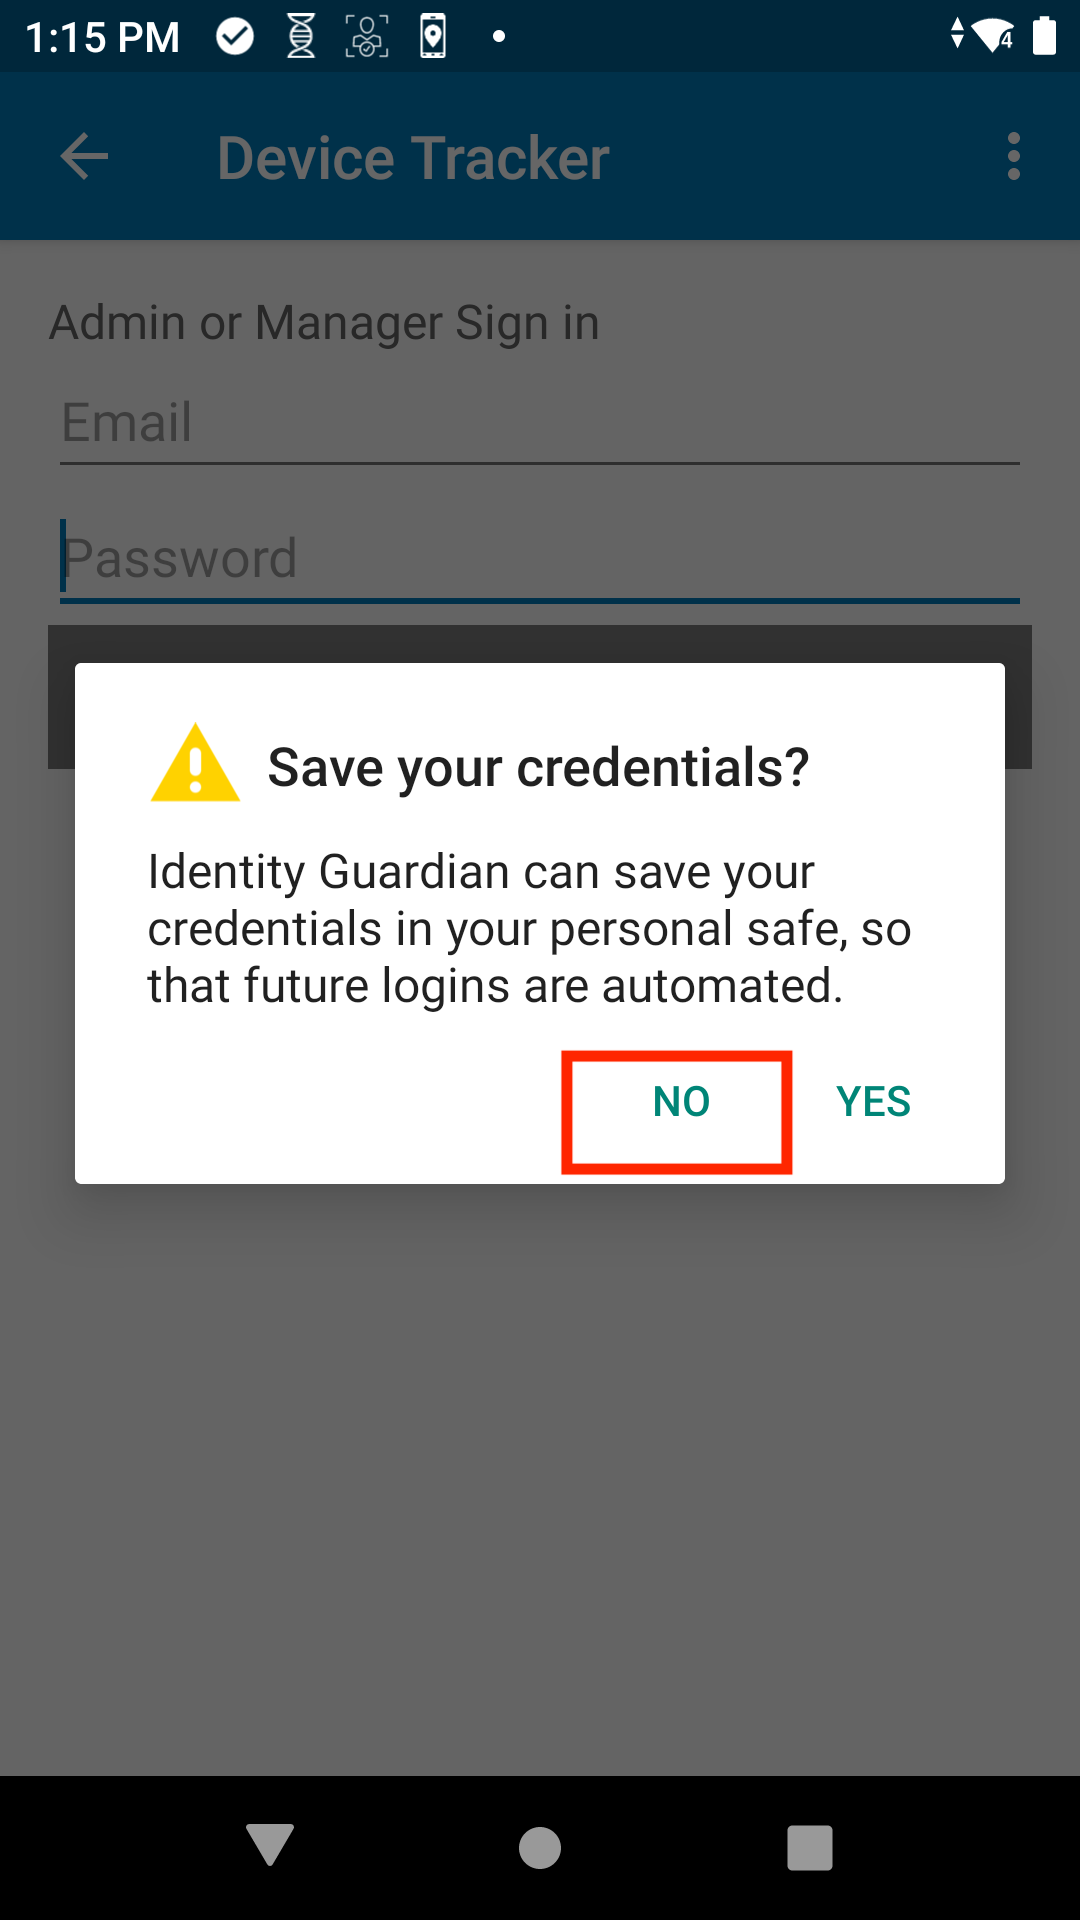 1:15 PM
4
Device Tracker
Admin or Manager Sign in
Email
Password
Save your credentials?
Identity Guardian can save your
credentials in your personal safe, so
that future logins are automated.
NO YES